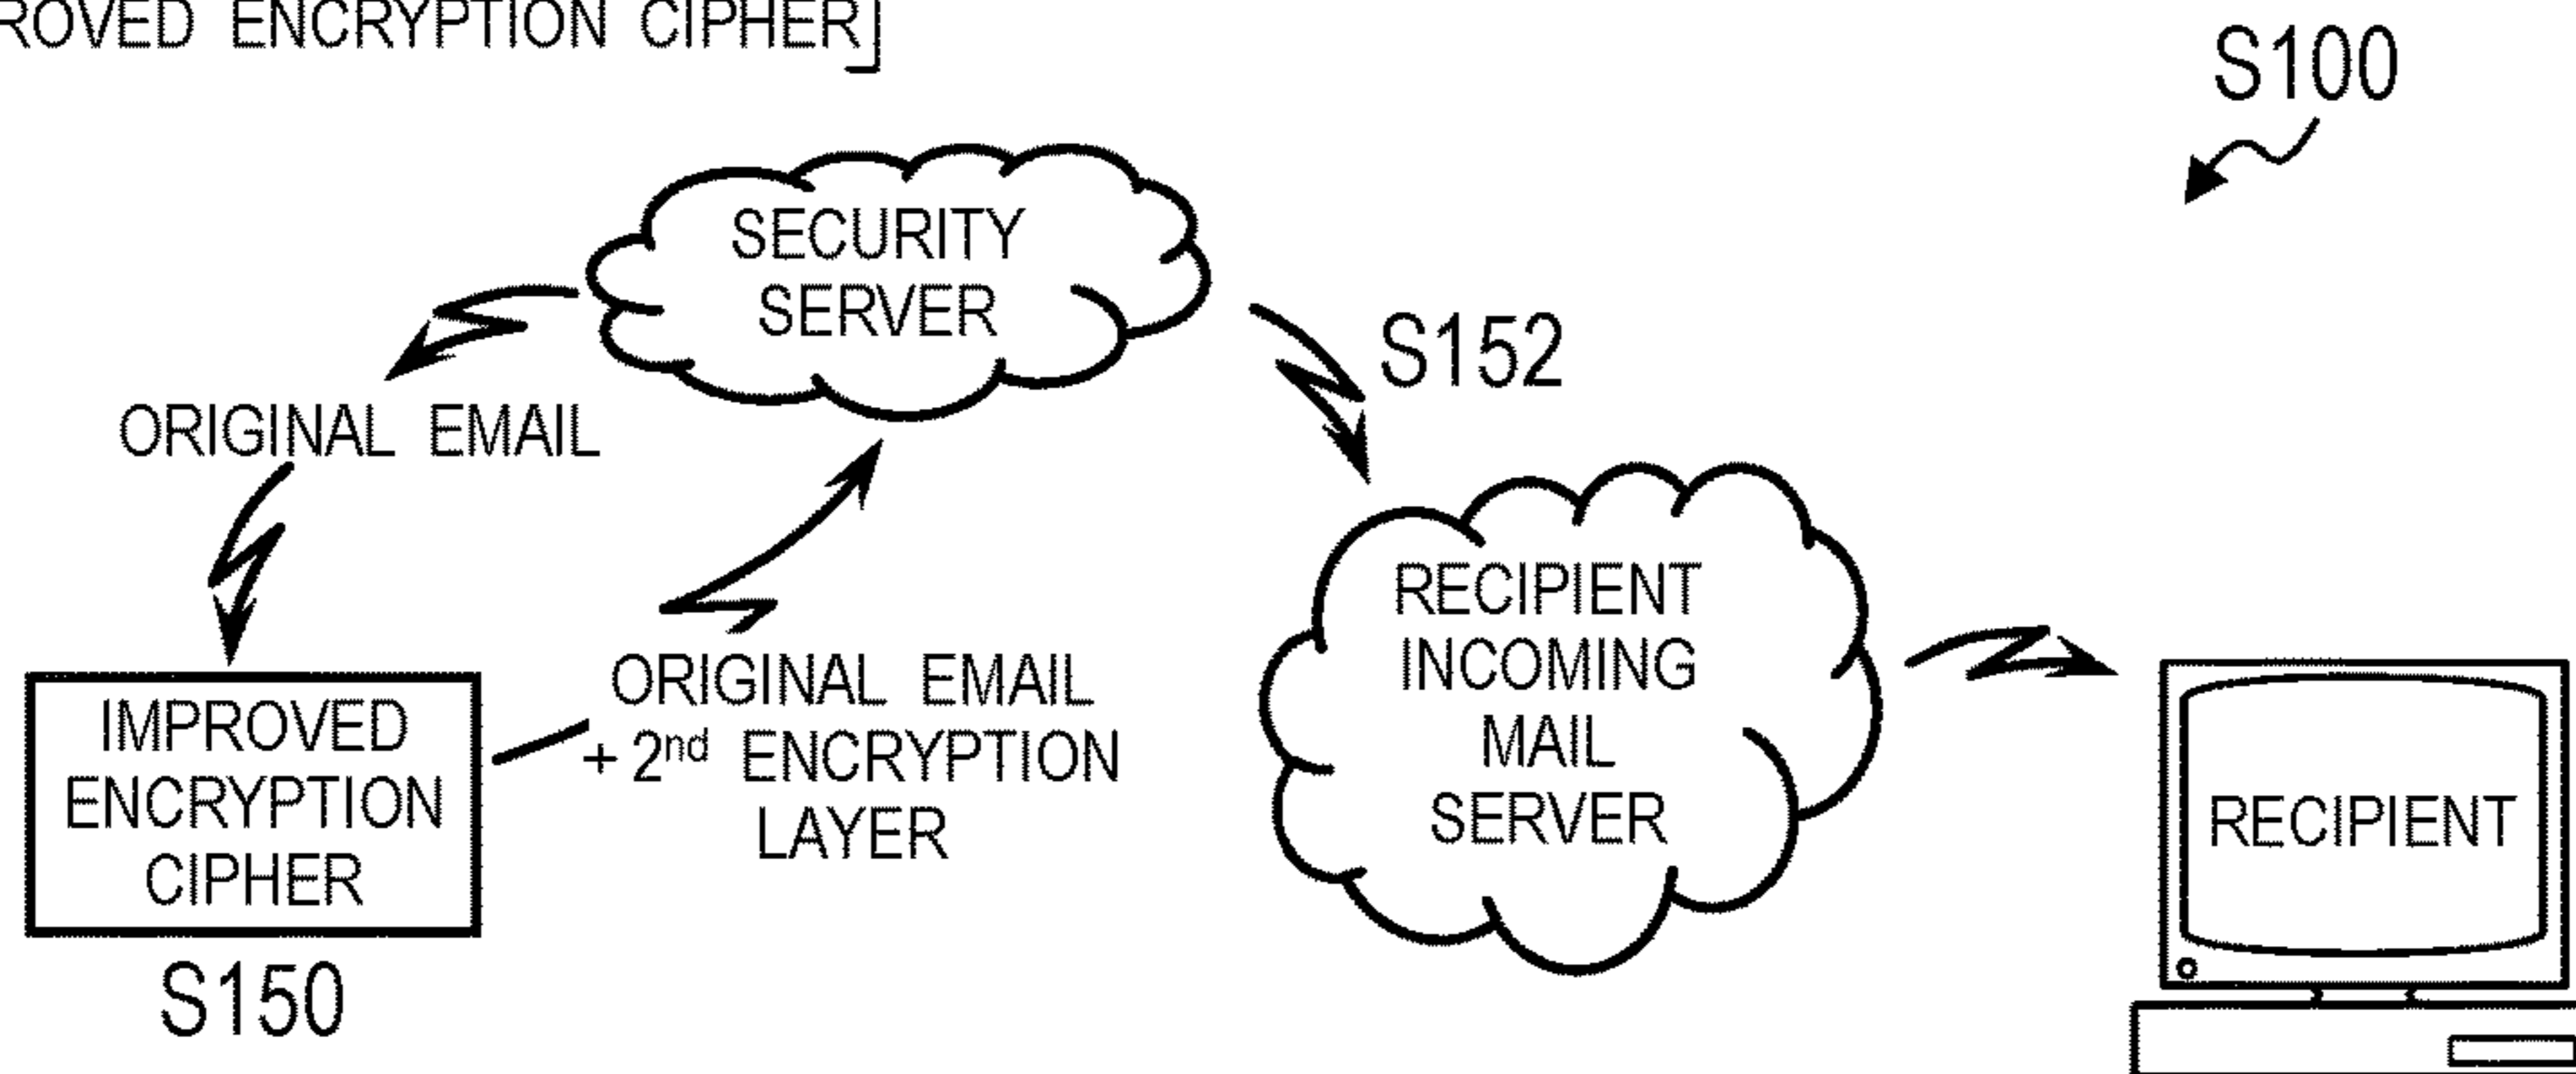 ROVED ENCRYPTION CIPHER]
S100
SECURITY
SERVER
S152
ORIGINAL EMAIL
RECIPIENT
INCOMING
MAIL
SERVER
ORIGINAL EMAIL
+ 2nd ENCRYPTION
LAYER
IMPROVED
ENCRYPTION
CIPHER
S150
RECIPIENT